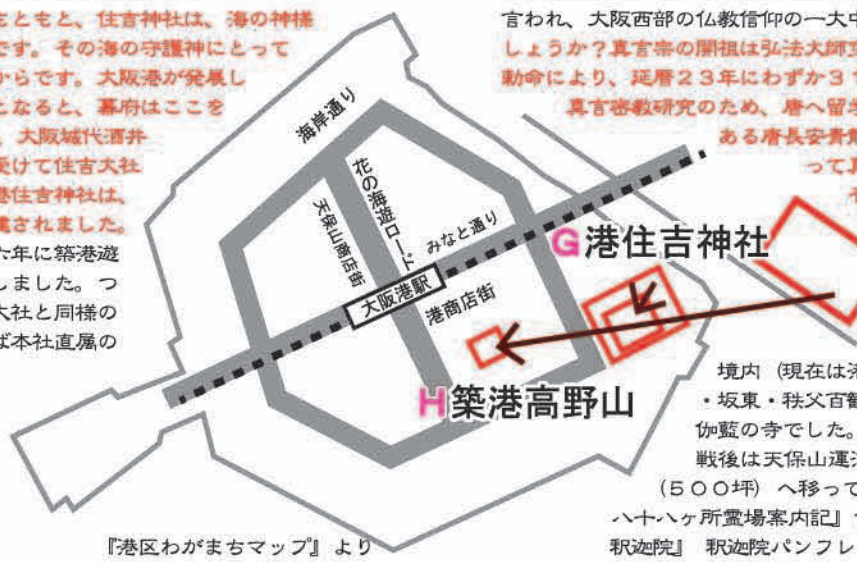 もともと、住吉神社は、海の神様
です。その海の守護神にとって
からです。大阪港が発展し
となると、幕府はここを
、大阪城代酒井
受けて住吉大社
港住吉神社は、
建されました。
た年に築港遊
しました。つ
大社と同様の
ば本社直属の
言われ、大阪西部の仏教信仰の一大中
しょうか？真言宗の開祖は弘法大師空
勅命により、延暦２３年にわずか３１
真言密教研究のため、唐へ留学
ある唐長安青龍
って真
海岸通り
花の海遊ロード
天保山商店街
みなと通り
大阪港駅
港商店街
G港住吉神社
H築港高野山
境内（現在は港
・坂東・秩父百観
伽藍の寺でした。
戦後は天保山運河
（５００坪）へ移って
八十八ヶ所霊場案内記』
釈迦院』 釈迦院パンフレ
『港区わがまちマップ』より